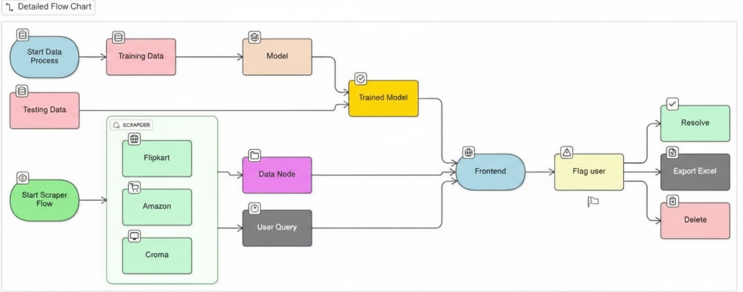 Detailed Flow Chart
Start Data
Process
Training Data
Model
Testing Data
Trained Model
SCRAPPER
Flipkart
Amazon
Croma
Start Scraper
Flow
Data Node
User Query
Frontend
Flag user
Resolve
Export Excel
Delete